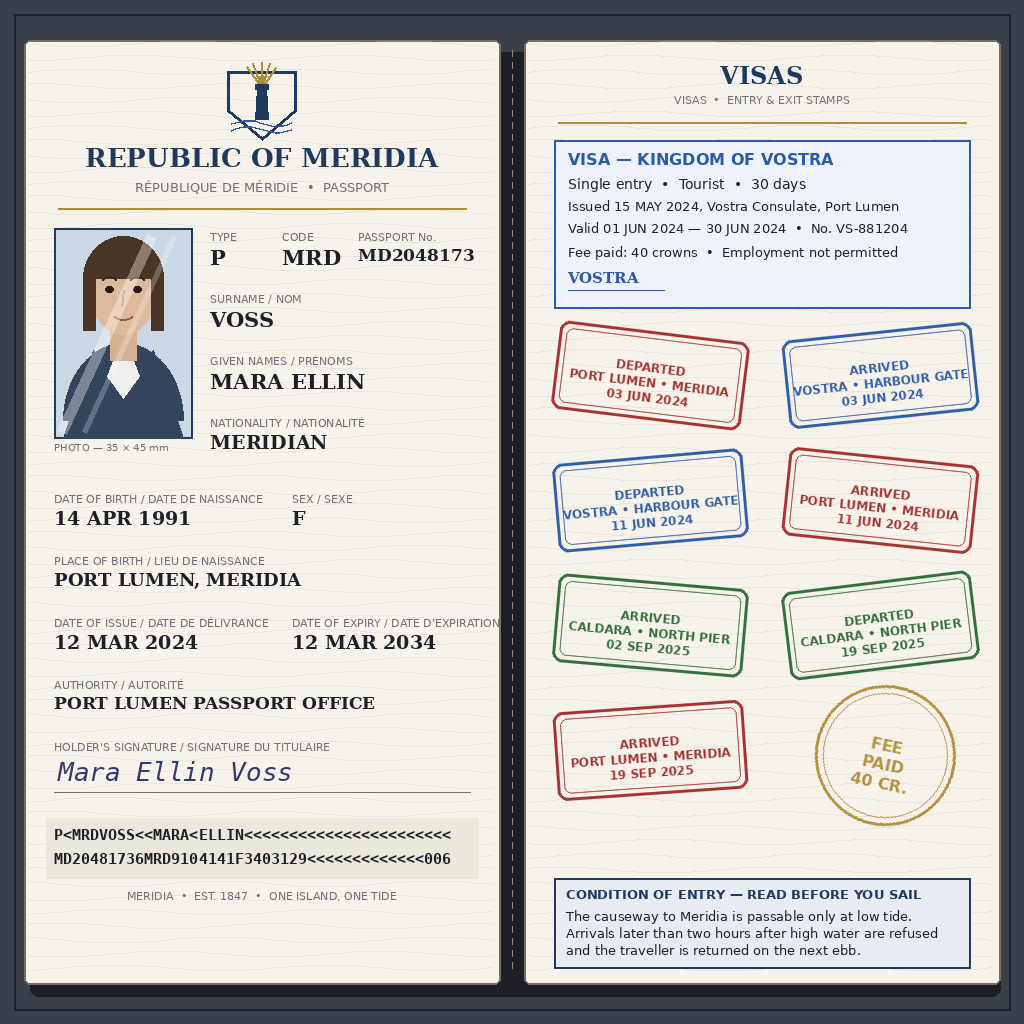 REPUBLIC OF MERIDIA
RÉPUBLIQUE DE MÉRIDIE • PASSPORT
TYPE CODE PASSPORT No.
P MRD MD2048173
SURNAME / NOM
VOSS
GIVEN NAMES / PRÉNOMS
MARA ELLIN
NATIONALITY / NATIONALITÉ
MERIDIAN
PHOTO — 35 × 45 mm
DATE OF BIRTH / DATE DE NAISSANCE SEX / SEXE
14 APR 1991 F
PLACE OF BIRTH / LIEU DE NAISSANCE
PORT LUMEN, MERIDIA
DATE OF ISSUE / DATE DE DÉLIVRANCE DATE OF EXPIRY / DATE D'EXPIRATION
12 MAR 2024 12 MAR 2034
AUTHORITY / AUTORITÉ
PORT LUMEN PASSPORT OFFICE
HOLDER'S SIGNATURE / SIGNATURE DU TITULAIRE
Mara Ellin Voss
P<MRDVOSS<<MARA<ELLIN<<<<<<<<<<<<<<<<<<<<<<<
MD20481736MRD9104141F3403129<<<<<<<<<<<<<006
MERIDIA • EST. 1847 • ONE ISLAND, ONE TIDE
VISAS
VISAS • ENTRY & EXIT STAMPS
VISA — KINGDOM OF VOSTRA
Single entry • Tourist • 30 days
Issued 15 MAY 2024, Vostra Consulate, Port Lumen
Valid 01 JUN 2024 — 30 JUN 2024 • No. VS-881204
Fee paid: 40 crowns • Employment not permitted
VOSTRA
DEPARTED
PORT LUMEN • MERIDIA
03 JUN 2024
ARRIVED
VOSTRA • HARBOUR GATE
03 JUN 2024
DEPARTED
VOSTRA • HARBOUR GATE
11 JUN 2024
ARRIVED
PORT LUMEN • MERIDIA
11 JUN 2024
ARRIVED
CALDARA • NORTH PIER
02 SEP 2025
DEPARTED
CALDARA • NORTH PIER
19 SEP 2025
ARRIVED
PORT LUMEN • MERIDIA
19 SEP 2025
FEE
PAID
40 CR.
CONDITION OF ENTRY — READ BEFORE YOU SAIL
The causeway to Meridia is passable only at low tide.
Arrivals later than two hours after high water are refused
and the traveller is returned on the next ebb.